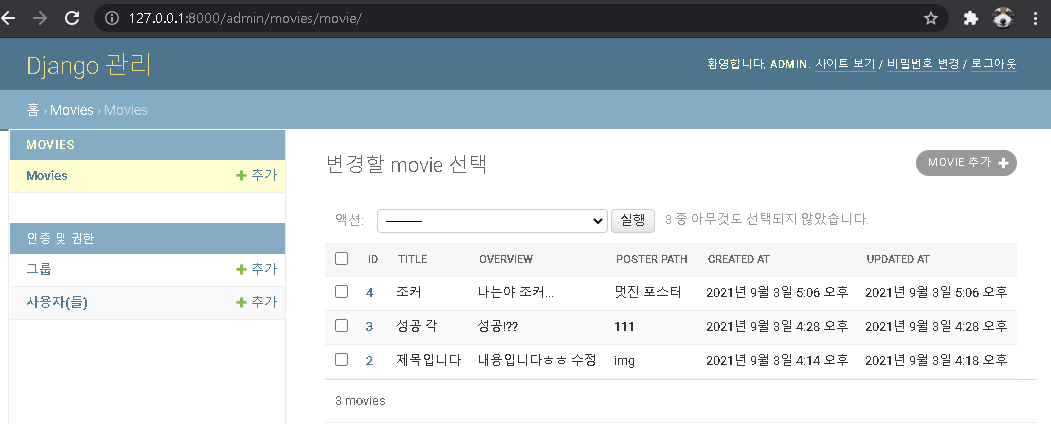 127.0.0.1:8000/admin/movies/movie/
Django 관리
환영합니다, ADMIN. 사이트 보기 / 비밀번호 변경 / 로그아웃
홈 › Movies › Movies
MOVIES
Movies + 추가
인증 및 권한
그룹 + 추가
사용자(들) + 추가
변경할 movie 선택
MOVIE 추가 +
액션: --------- 실행 3 중 아무것도 선택되지 않았습니다.
ID TITLE OVERVIEW POSTER PATH CREATED AT UPDATED AT
4 조커 나는야 조커... 멋진 포스터 2021년 9월 3일 5:06 오후 2021년 9월 3일 5:06 오후
3 성공 각 성공!?? 111 2021년 9월 3일 4:28 오후 2021년 9월 3일 4:28 오후
2 제목입니다 내용입니다ㅎㅎ 수정 img 2021년 9월 3일 4:14 오후 2021년 9월 3일 4:18 오후
3 movies